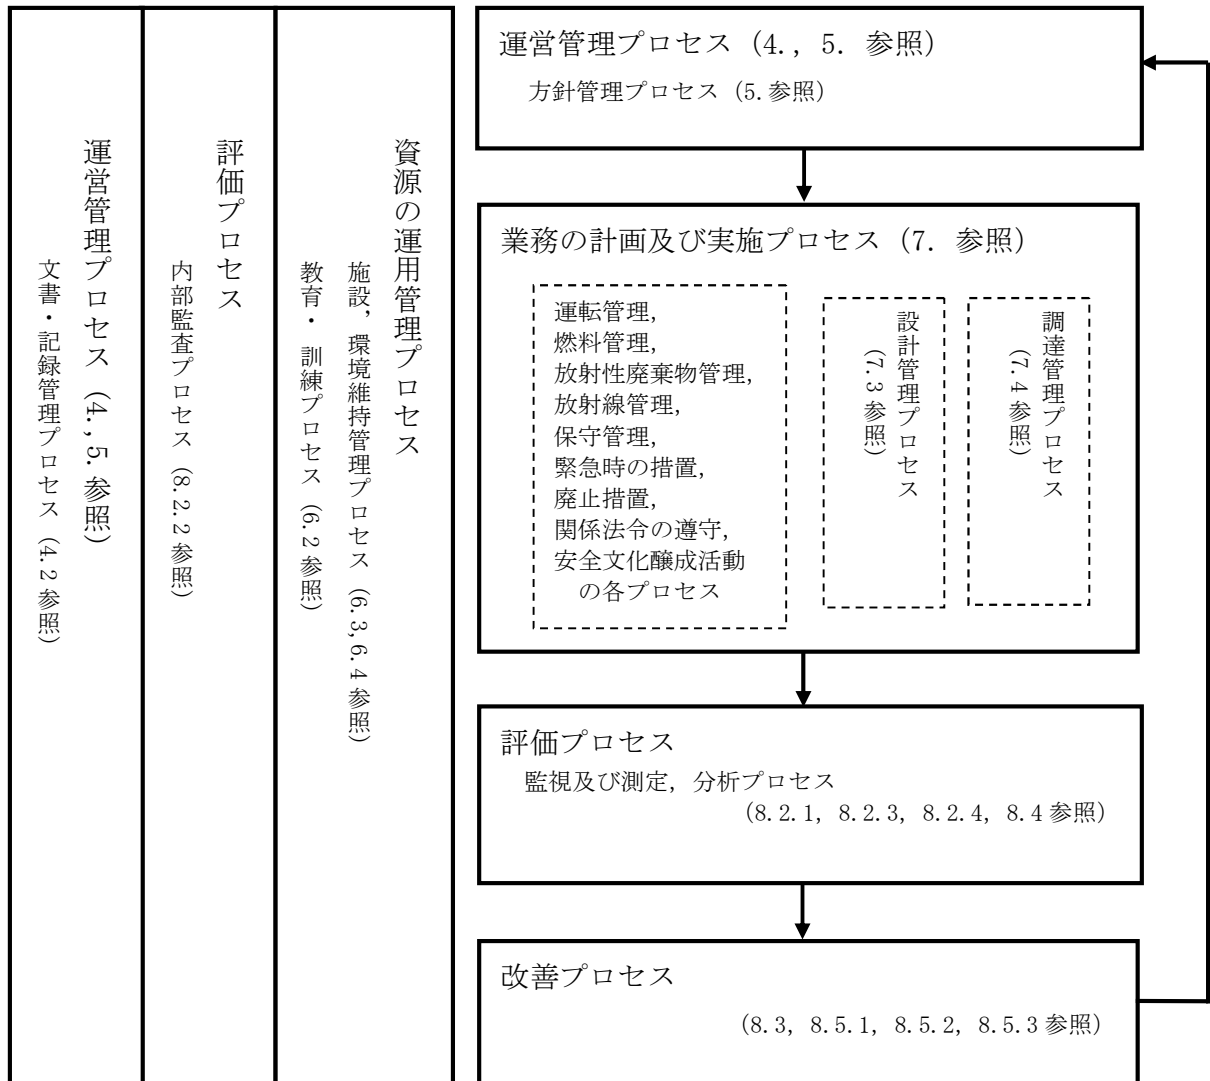 運営管理プロセス（4.,5.参照）
文書・記録管理プロセス（4.2参照）
評価プロセス
内部監査プロセス（8.2.2参照）
資源の運用管理プロセス
施設，環境維持管理プロセス（6.3,6.4参照）
教育・ 訓練プロセス（6.2参照）
運営管理プロセス（4., 5. 参照）
方針管理プロセス（5.参照）
業務の計画及び実施プロセス（7. 参照）
運転管理,
燃料管理,
放射性廃棄物管理,
放射線管理,
保守管理,
緊急時の措置,
廃止措置,
関係法令の遵守,
安全文化醸成活動
の各プロセス
設計管理プロセス
（7.3参照）
調達管理プロセス
（7.4参照）
評価プロセス
監視及び測定，分析プロセス
（8.2.1, 8.2.3, 8.2.4, 8.4参照）
改善プロセス
（8.3, 8.5.1, 8.5.2, 8.5.3参照）